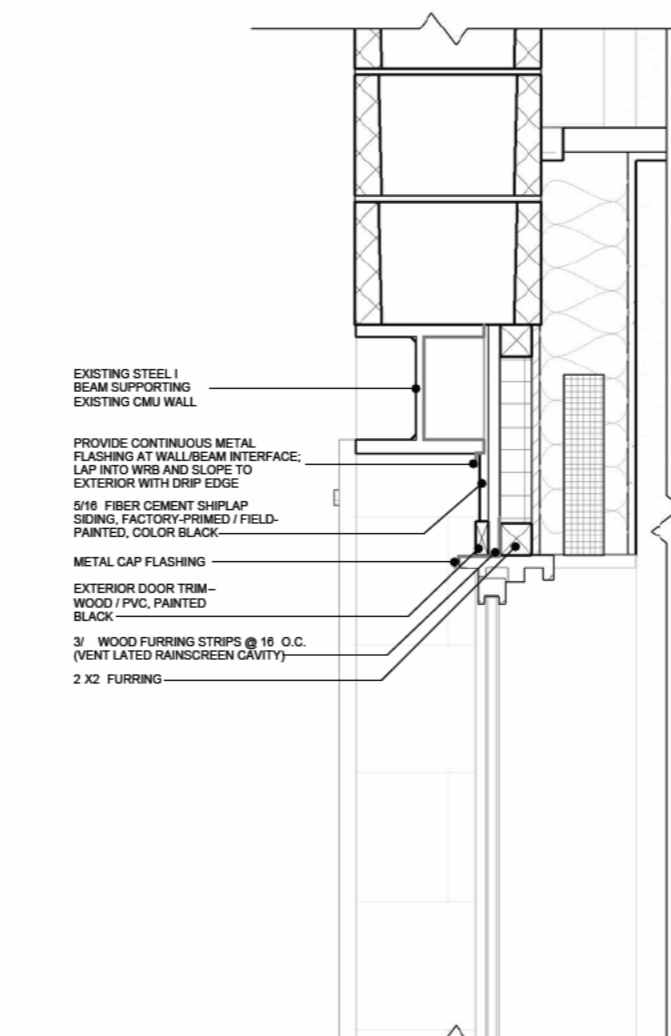 EXISTING STEEL I
BEAM SUPPORTING
EXISTING CMU WALL
PROVIDE CONTINUOUS METAL
FLASHING AT WALL/BEAM INTERFACE;
LAP INTO WRB AND SLOPE TO
EXTERIOR WITH DRIP EDGE
5/16 FIBER CEMENT SHIPLAP
SIDING, FACTORY-PRIMED / FIELD-
PAINTED, COLOR BLACK
METAL CAP FLASHING
EXTERIOR DOOR TRIM–
WOOD / PVC, PAINTED
BLACK
3/ WOOD FURRING STRIPS @ 16 O.C.
(VENT LATED RAINSCREEN CAVITY)
2 X2 FURRING